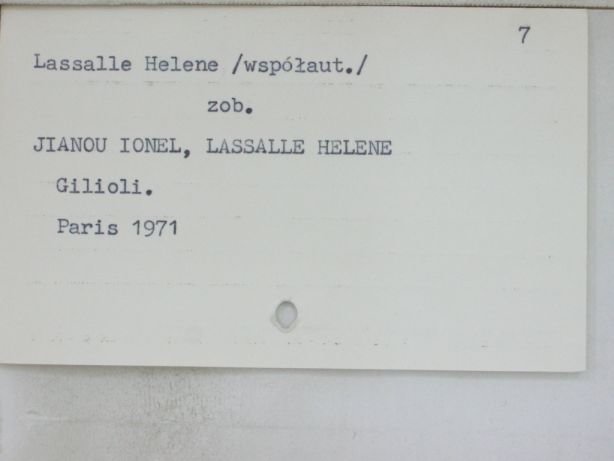 7
Lassalle Helene /współaut./
zob.
JIANOU IONEL, LASSALLE HELENE
Gilioli.
Paris 1971